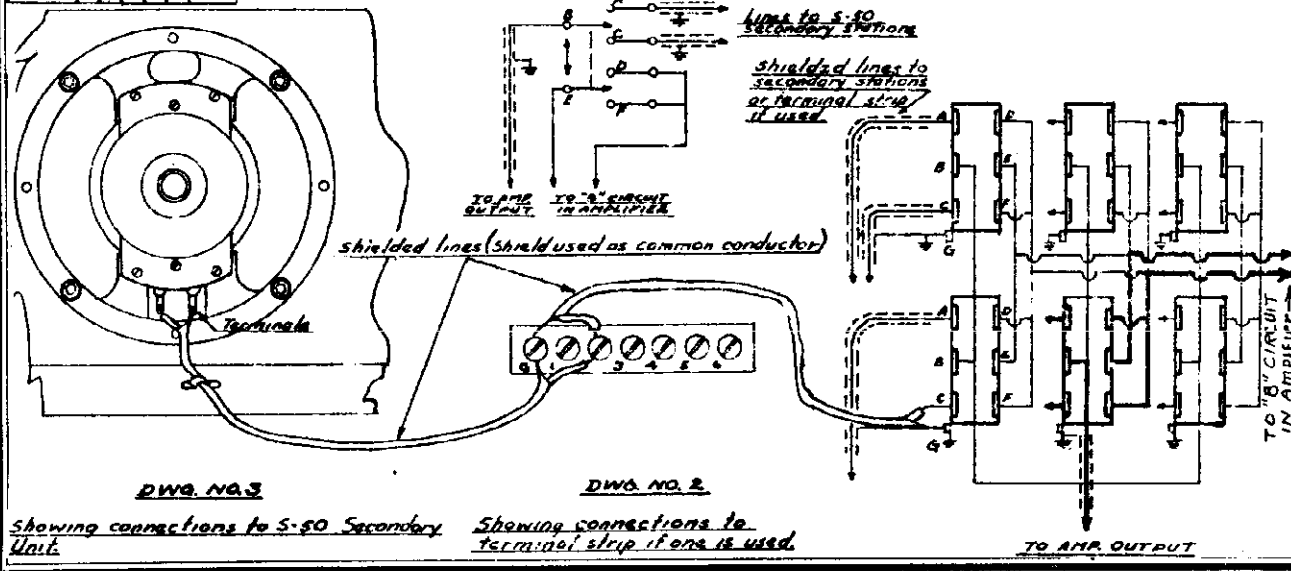 Lines to S-50
secondary stations
shielded lines to
secondary stations
or terminal strip
if used
B
G
D
E
F
TO AMP.
OUTPUT
TO "B" CIRCUIT
IN AMPLIFIER
shielded lines (shield used as common conductor)
Terminals
G 1 3 4 5 6
A
B
E
C
F
G
A
D
B
E
C
F
G
TO "B" CIRCUIT
IN AMPLIFIER
DWG. NO. 3
Showing connections to S-50 Secondary
Unit.
DWG. NO. 2
Showing connections to
terminal strip if one is used.
TO AMP. OUTPUT